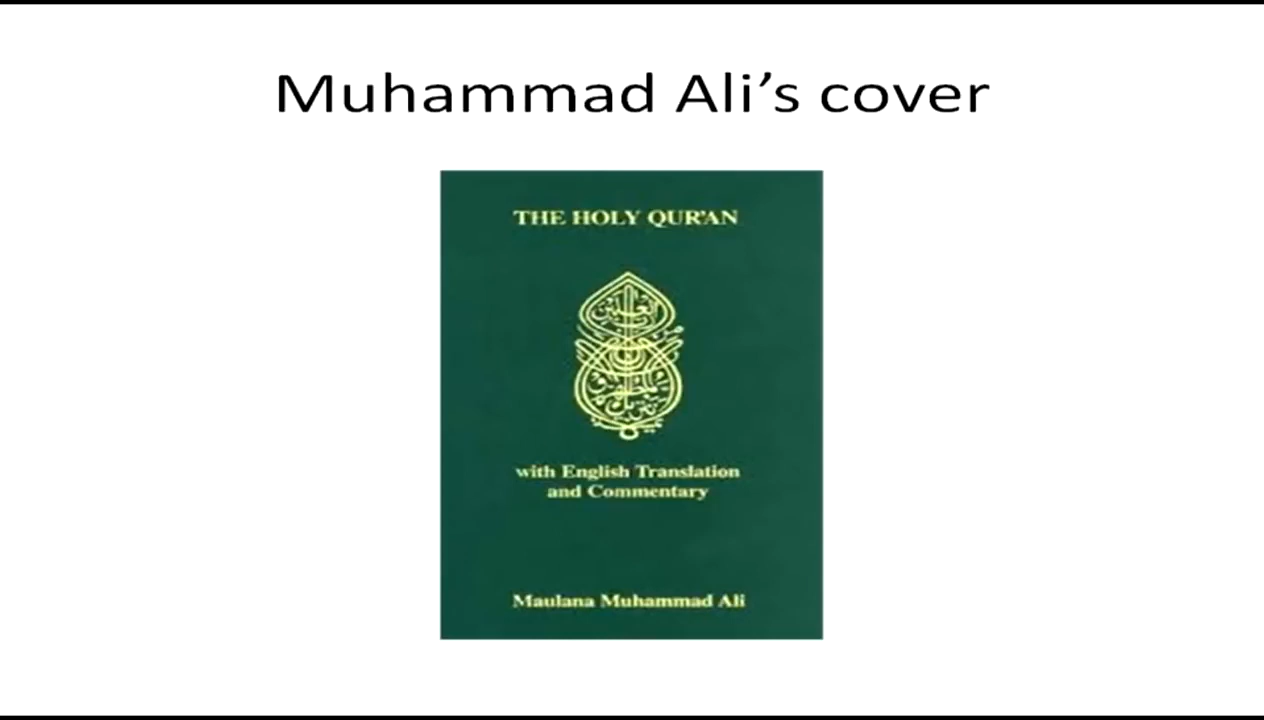 Muhammad Ali’s cover
THE HOLY QUR'AN
with English Translation
and Commentary
Maulana Muhammad Ali